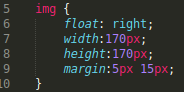 5 img {
6 float: right;
7 width:170px;
8 height:170px;
9 margin:5px 15px;
10 }